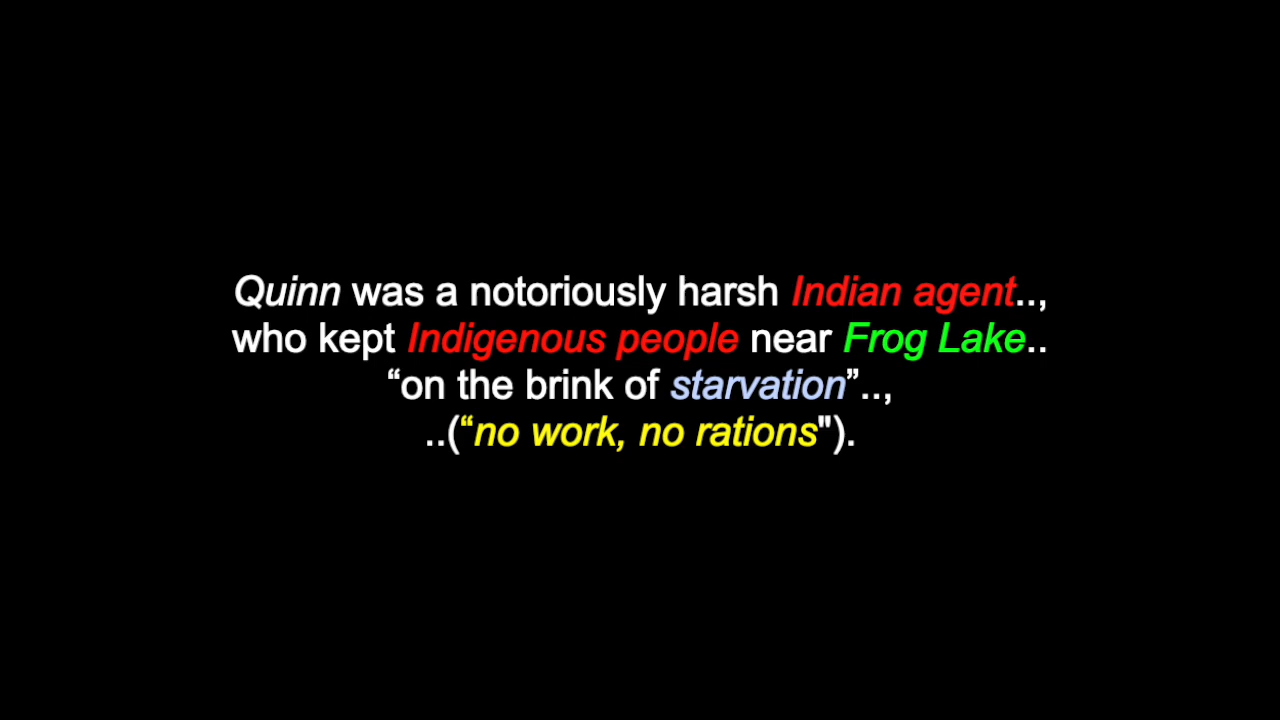 Quinn was a notoriously harsh Indian agent..,
who kept Indigenous people near Frog Lake..
“on the brink of starvation”..,
..(“no work, no rations").